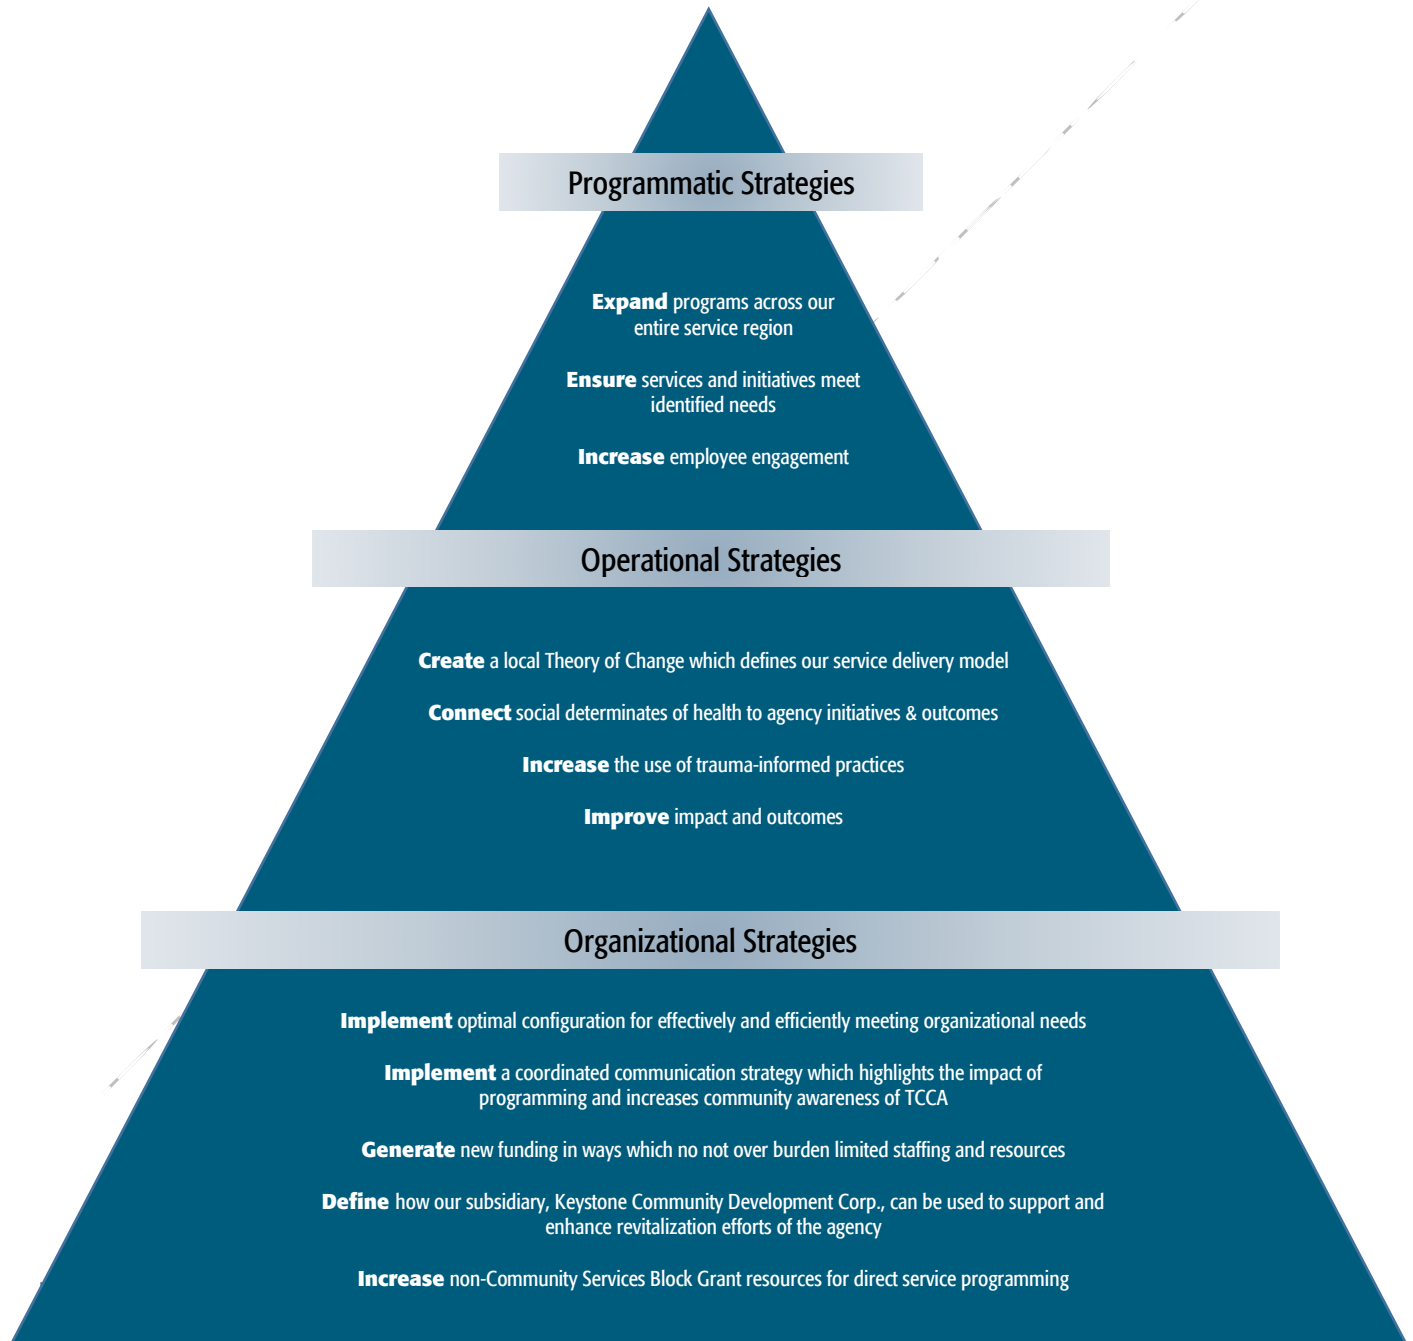 Programmatic Strategies
Expand programs across our
entire service region
Ensure services and initiatives meet
identified needs
Increase employee engagement
Operational Strategies
Create a local Theory of Change which defines our service delivery model
Connect social determinates of health to agency initiatives & outcomes
Increase the use of trauma-informed practices
Improve impact and outcomes
Organizational Strategies
Implement optimal configuration for effectively and efficiently meeting organizational needs
Implement a coordinated communication strategy which highlights the impact of
programming and increases community awareness of TCCA
Generate new funding in ways which no not over burden limited staffing and resources
Define how our subsidiary, Keystone Community Development Corp., can be used to support and
enhance revitalization efforts of the agency
Increase non-Community Services Block Grant resources for direct service programming